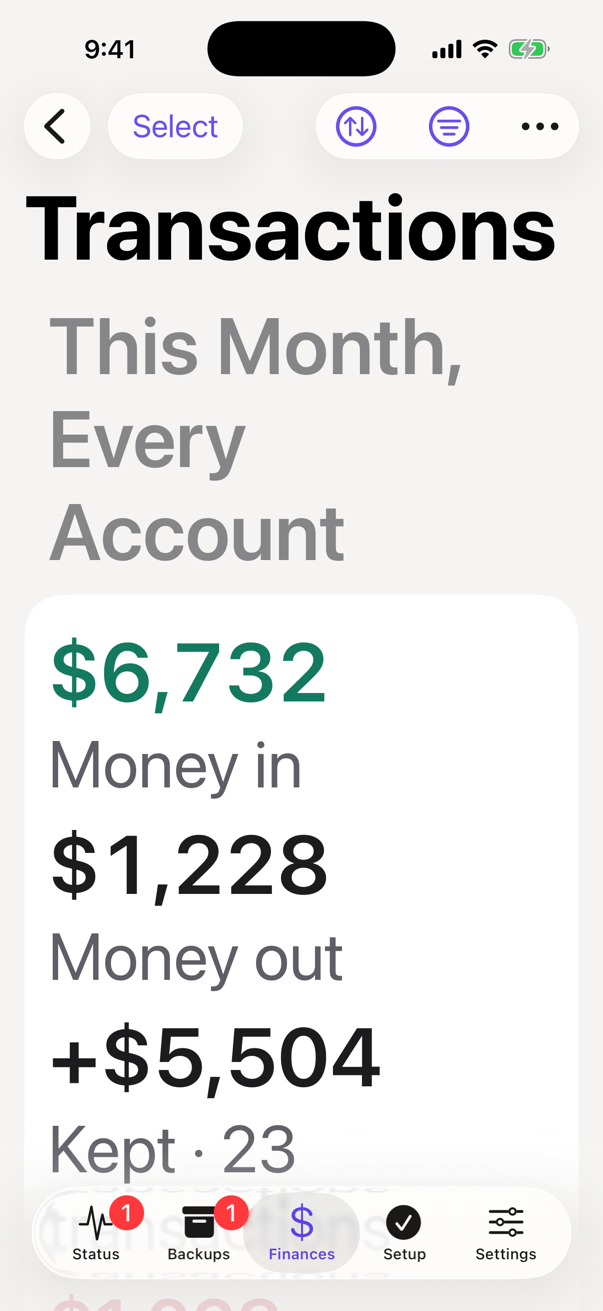 9:41
Select
Transactions
This Month,
Every
Account
$6,732
Money in
$1,228
Money out
+$5,504
Kept · 23
transactions
1
1
$
Status
Backups
Finances
Setup
Settings